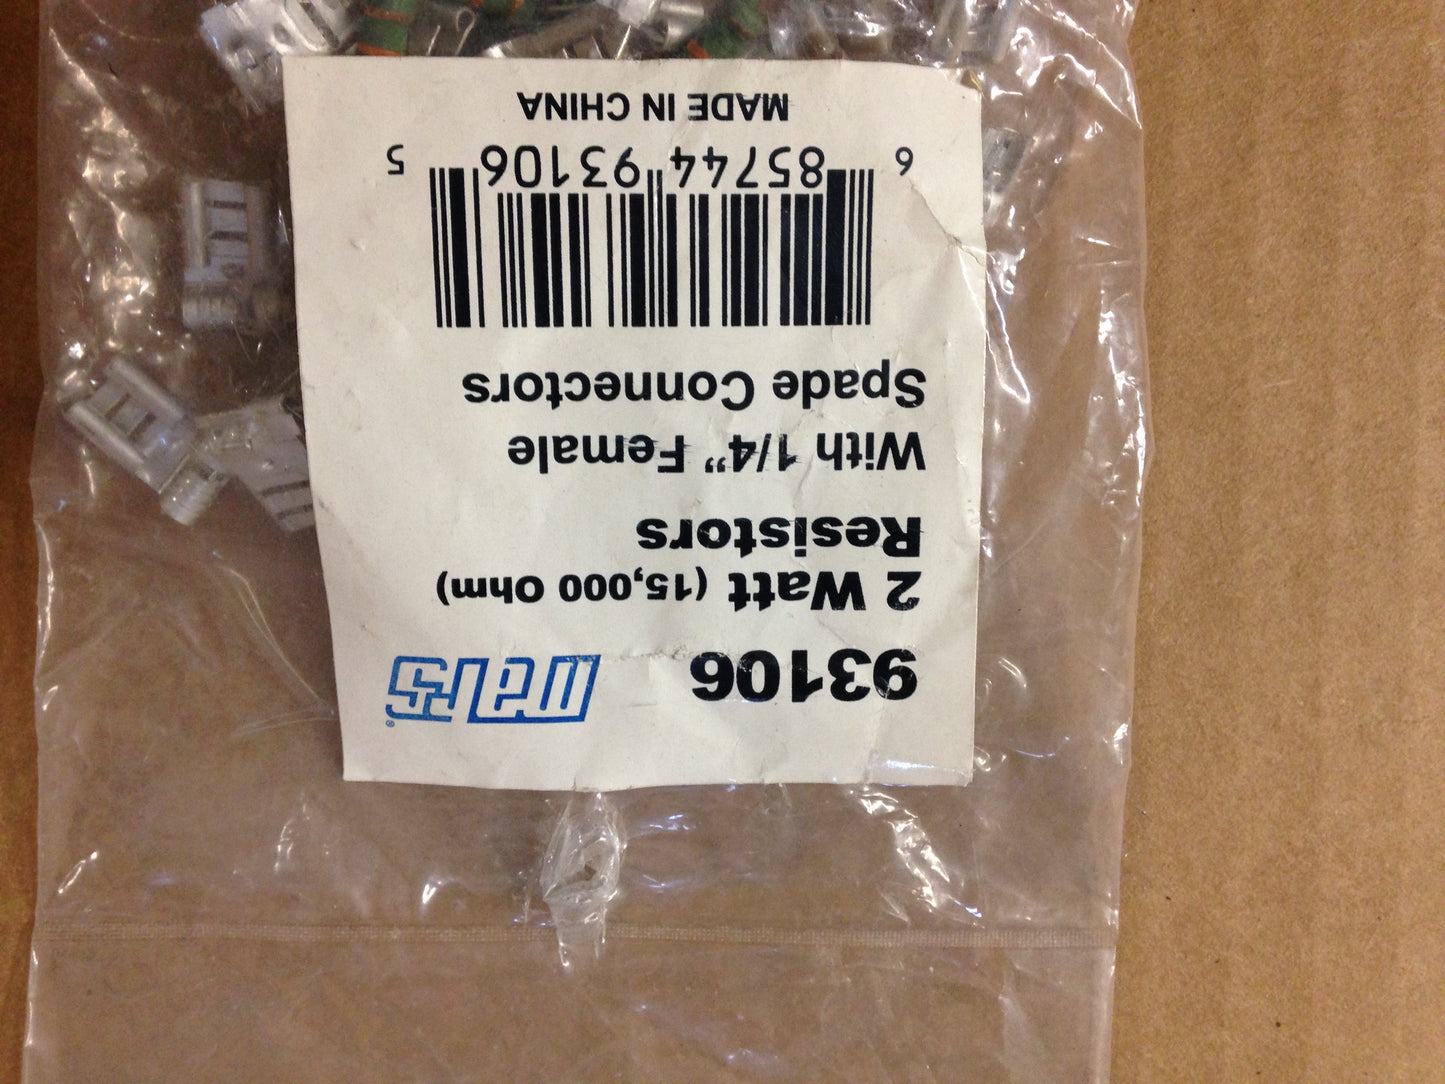 93106 mars®
2 Watt (15,000 Ohm)
Resistors
With 1/4” Female
Spade Connectors
6 85744 93106 5
MADE IN CHINA